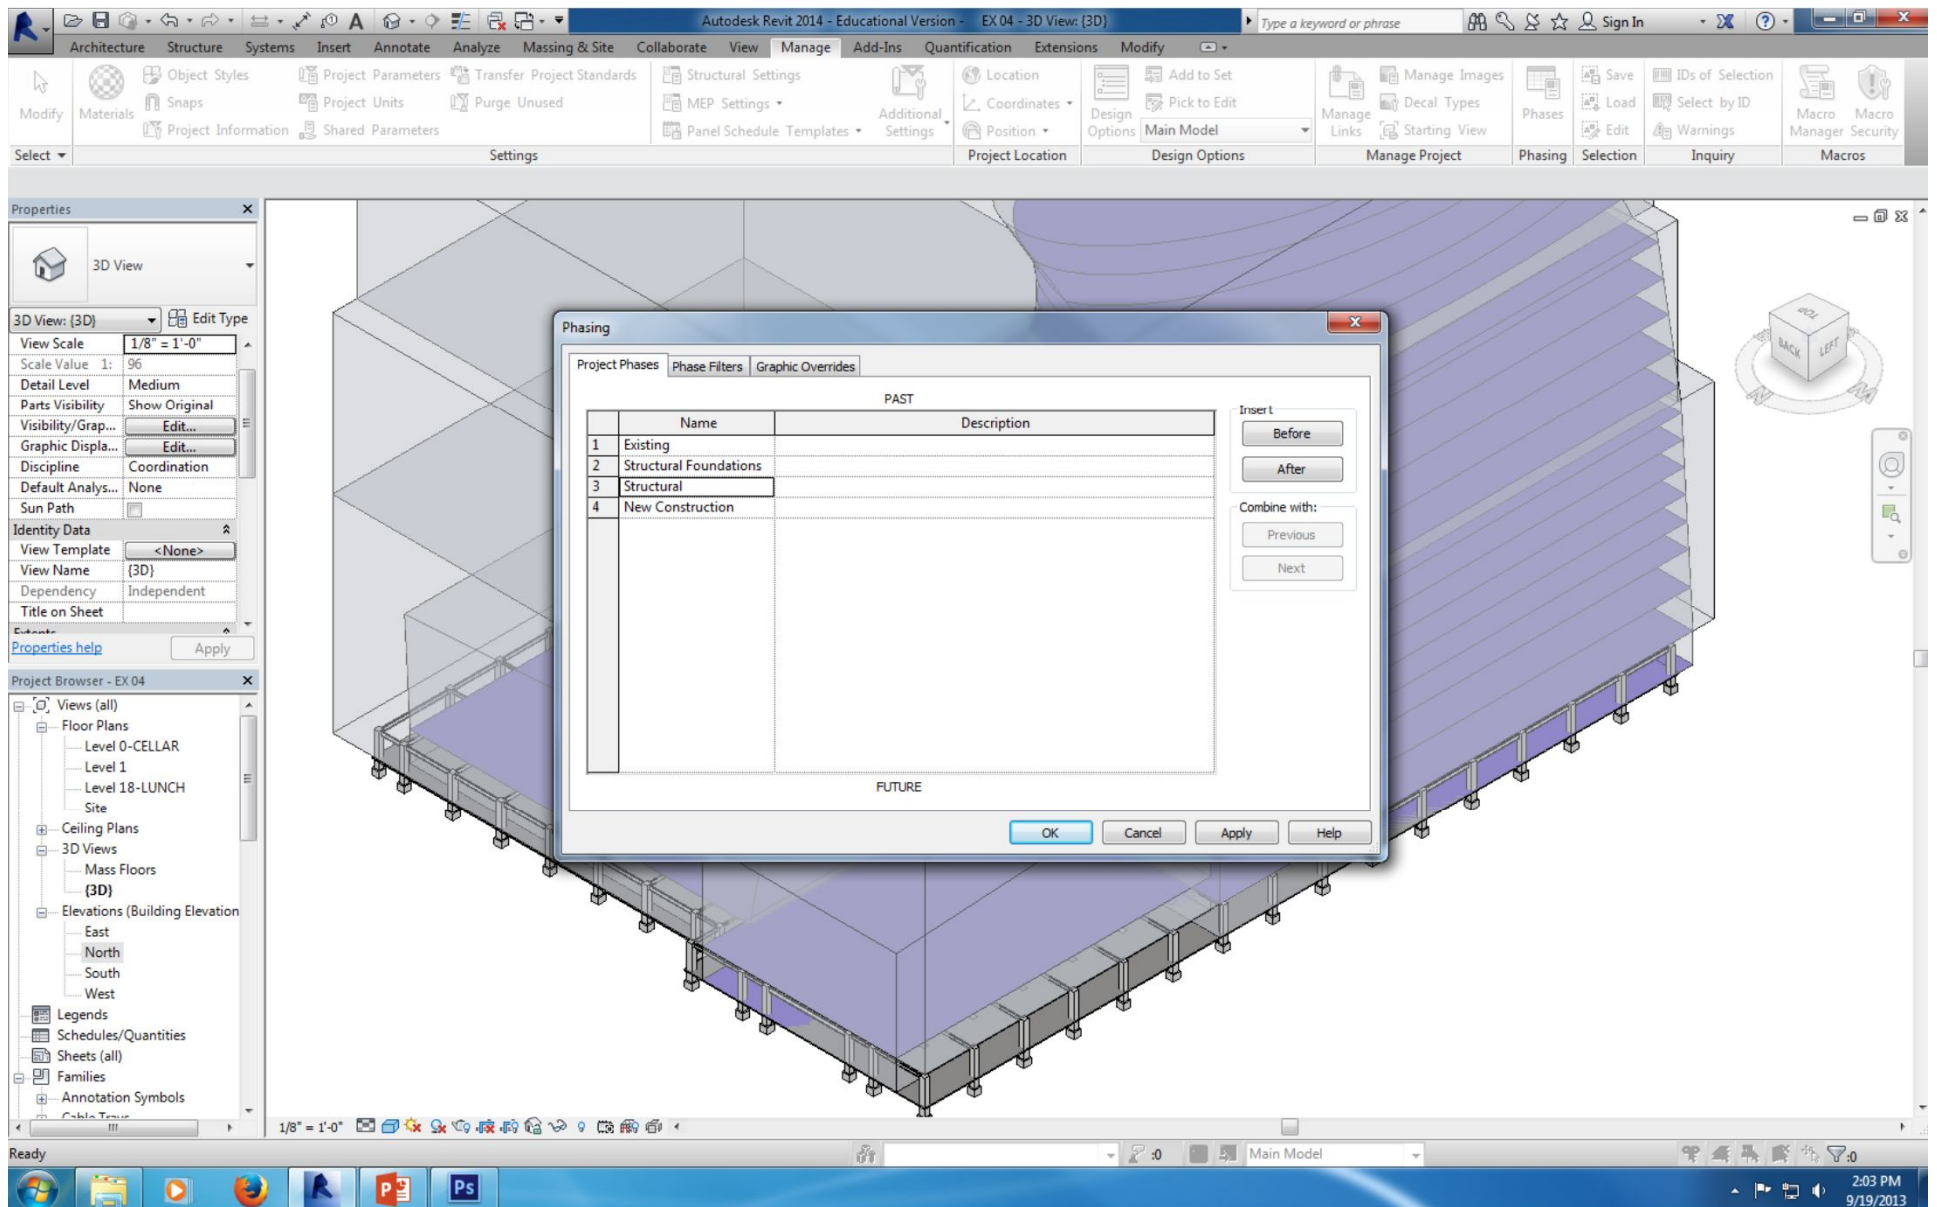 Autodesk Revit 2014 - Educational Version - EX 04 - 3D View: {3D}
Type a keyword or phrase
Sign In
Architecture Structure Systems Insert Annotate Analyze Massing & Site Collaborate View Manage Add-Ins Quantification Extensions Modify
Modify
Materials
Object Styles
Snaps
Project Information
Project Parameters
Project Units
Shared Parameters
Transfer Project Standards
Purge Unused
Structural Settings
MEP Settings
Panel Schedule Templates
Additional Settings
Location
Coordinates
Position
Design Options
Add to Set
Pick to Edit
Main Model
Manage Links
Manage Images
Decal Types
Starting View
Phases
Save
Load
Edit
IDs of Selection
Select by ID
Warnings
Macro Manager
Macro Security
Select Settings Project Location Design Options Manage Project Phasing Selection Inquiry Macros
Properties
3D View
3D View: {3D} Edit Type
View Scale 1/8" = 1'-0"
Scale Value 1: 96
Detail Level Medium
Parts Visibility Show Original
Visibility/Grap... Edit...
Graphic Displa... Edit...
Discipline Coordination
Default Analys... None
Sun Path
Identity Data
View Template <None>
View Name {3D}
Dependency Independent
Title on Sheet
Extents
Properties help Apply
Project Browser - EX 04
Views (all)
Floor Plans
Level 0-CELLAR
Level 1
Level 18-LUNCH
Site
Ceiling Plans
3D Views
Mass Floors
{3D}
Elevations (Building Elevation
East
North
South
West
Legends
Schedules/Quantities
Sheets (all)
Families
Annotation Symbols
Cable Trays
Phasing
Project Phases Phase Filters Graphic Overrides
PAST
Name Description
1 Existing
2 Structural Foundations
3 Structural
4 New Construction
FUTURE
Insert
Before
After
Combine with:
Previous
Next
OK Cancel Apply Help
TOP
BACK LEFT
1/8" = 1'-0"
Ready
:0
Main Model
:0
Ps
2:03 PM
9/19/2013